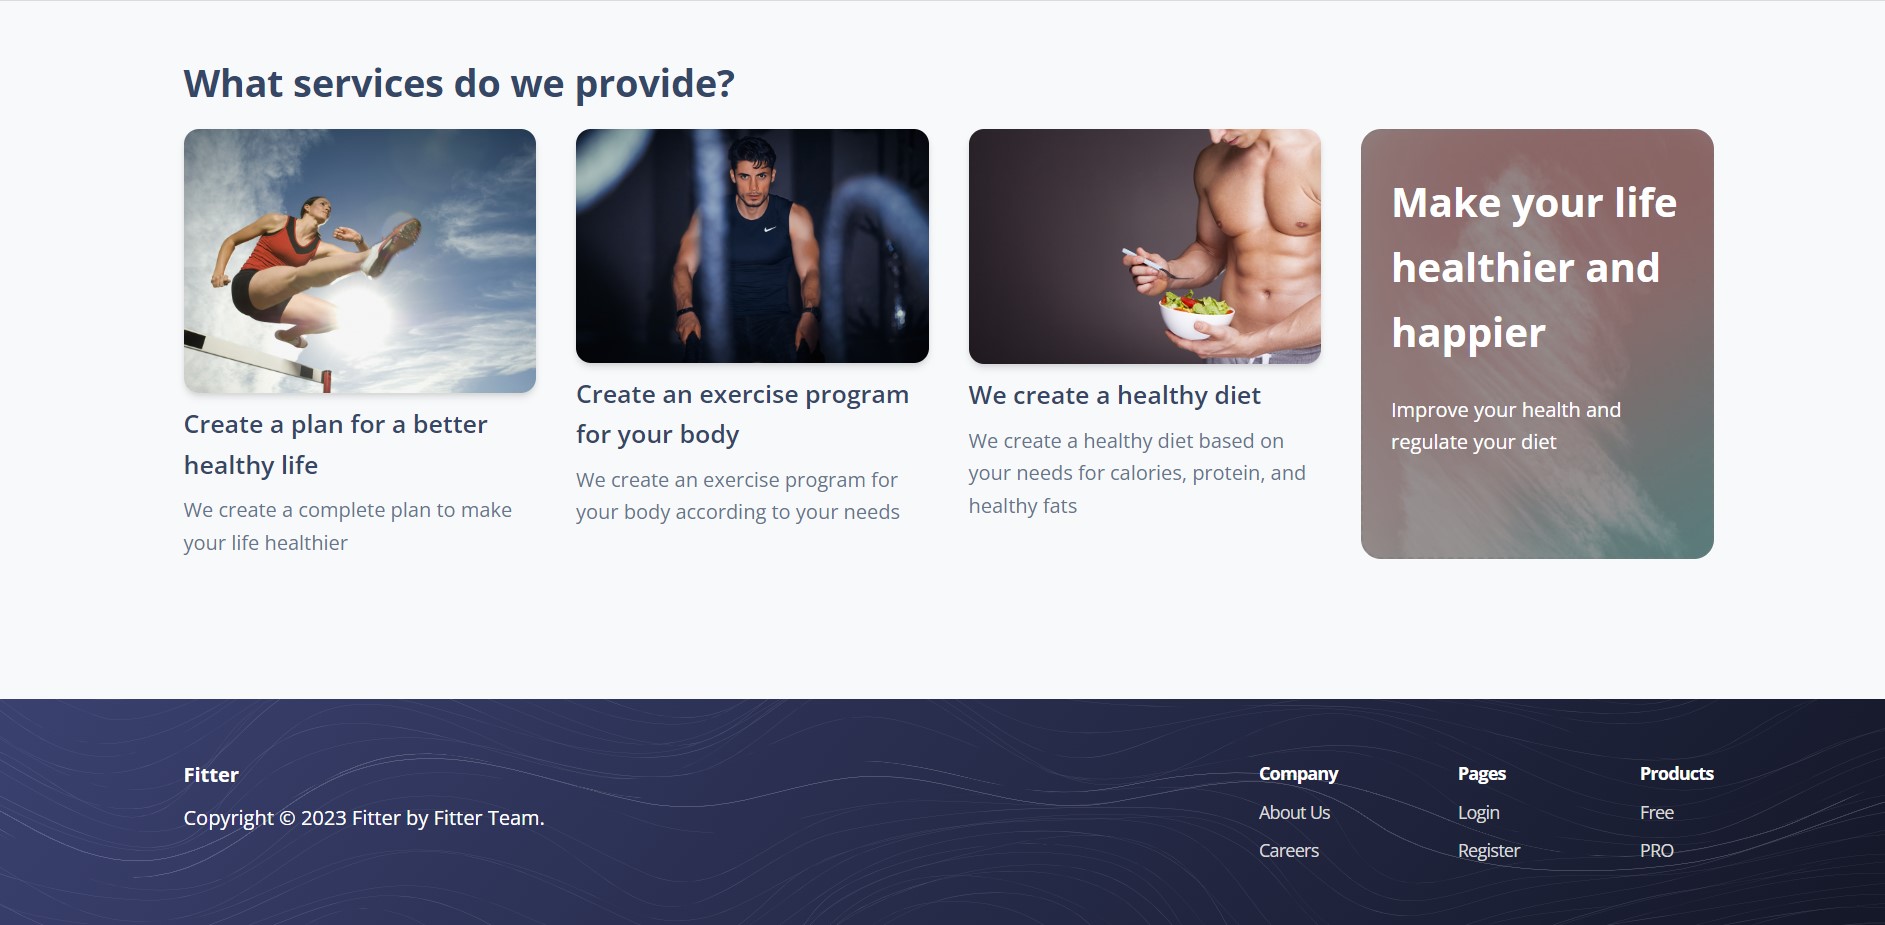 What services do we provide?
Create a plan for a better
healthy life
We create a complete plan to make
your life healthier
Create an exercise program
for your body
We create an exercise program for
your body according to your needs
We create a healthy diet
We create a healthy diet based on
your needs for calories, protein, and
healthy fats
Make your life
healthier and
happier
Improve your health and
regulate your diet
Fitter
Copyright © 2023 Fitter by Fitter Team.
Company
About Us
Careers
Pages
Login
Register
Products
Free
PRO